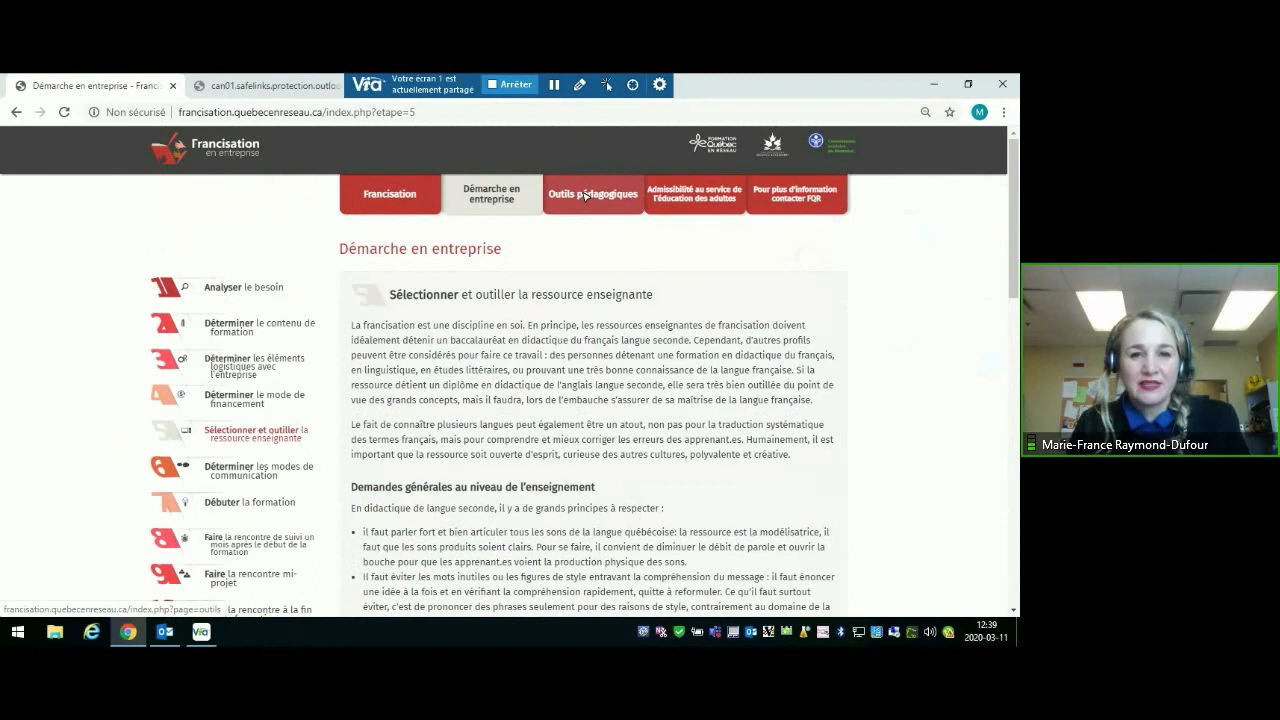 Démarche en entreprise - Franci
can01.safelinks.protection.outloo
Via
Votre écran 1 est
actuellement partagé
Arrêter
Non sécurisé
francisation.quebecenreseau.ca/index.php?etape=5
M
Francisation
en entreprise
FORMATION
Québec
EN RÉSEAU
Francisation
Démarche en
entreprise
Outils pédagogiques
Admissibilité au service de
l'éducation des adultes
Pour plus d'information
contacter FQR
Démarche en entreprise
1 Analyser le besoin
2 Déterminer le contenu de
formation
3 Déterminer les éléments
logistiques avec
l'entreprise
4 Déterminer le mode de
financement
5 Sélectionner et outiller la
ressource enseignante
6 Déterminer les modes de
communication
7 Débuter la formation
8 Faire la rencontre de suivi un
mois après le début de la
formation
9 Faire la rencontre mi-
projet
la rencontre à la fin
5 Sélectionner et outiller la ressource enseignante
La francisation est une discipline en soi. En principe, les ressources enseignantes de francisation doivent
idéalement détenir un baccalauréat en didactique du français langue seconde. Cependant, d'autres profils
peuvent être considérés pour faire ce travail : des personnes détenant une formation en didactique du français,
en linguistique, en études littéraires, ou prouvant une très bonne connaissance de la langue française. Si la
ressource détient un diplôme en didactique de l'anglais langue seconde, elle sera très bien outillée du point de
vue des grands concepts, mais il faudra, lors de l'embauche s'assurer de sa maîtrise de la langue française.
Le fait de connaître plusieurs langues peut également être un atout, non pas pour la traduction systématique
des termes français, mais pour comprendre et mieux corriger les erreurs des apprenant.es. Humainement, il est
important que la ressource soit ouverte d'esprit, curieuse des autres cultures, polyvalente et créative.
Demandes générales au niveau de l'enseignement
En didactique de langue seconde, il y a de grands principes à respecter :
• il faut parler fort et bien articuler tous les sons de la langue québécoise: la ressource est la modélisatrice, il
faut que les sons produits soient clairs. Pour se faire, il convient de diminuer le débit de parole et ouvrir la
bouche pour que les apprenant.es voient la production physique des sons.
• Il faut éviter les mots inutiles ou les figures de style entravant la compréhension du message : il faut énoncer
une idée à la fois et en vérifiant la compréhension rapidement, quitte à reformuler. Ce qu'il faut surtout
éviter, c'est de prononcer des phrases seulement pour des raisons de style, contrairement au domaine de la
francisation.quebecenreseau.ca/index.php?page=outils
Via
12:39
2020-03-11
Marie-France Raymond-Dufour